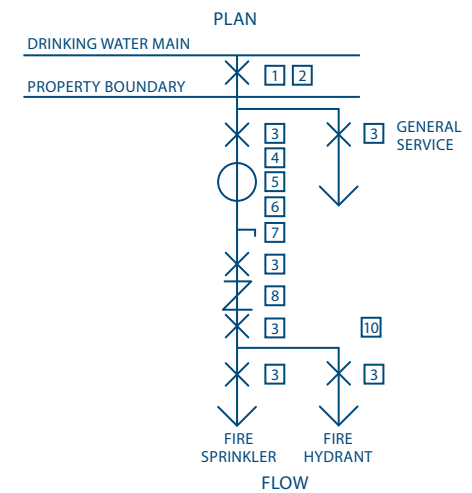 PLAN
DRINKING WATER MAIN
1 2
PROPERTY BOUNDARY
3
3 GENERAL
SERVICE
4
5
6
7
3
8
3
10
3
3
FIRE
SPRINKLER
FIRE
HYDRANT
FLOW